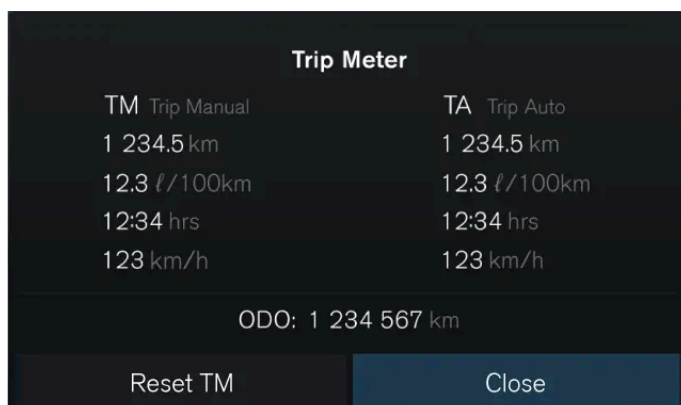 Trip Meter
TM Trip Manual
1 234.5 km
12.3 ℓ/100km
12:34 hrs
123 km/h
TA Trip Auto
1 234.5 km
12.3 ℓ/100km
12:34 hrs
123 km/h
ODO: 1 234 567 km
Reset TM
Close